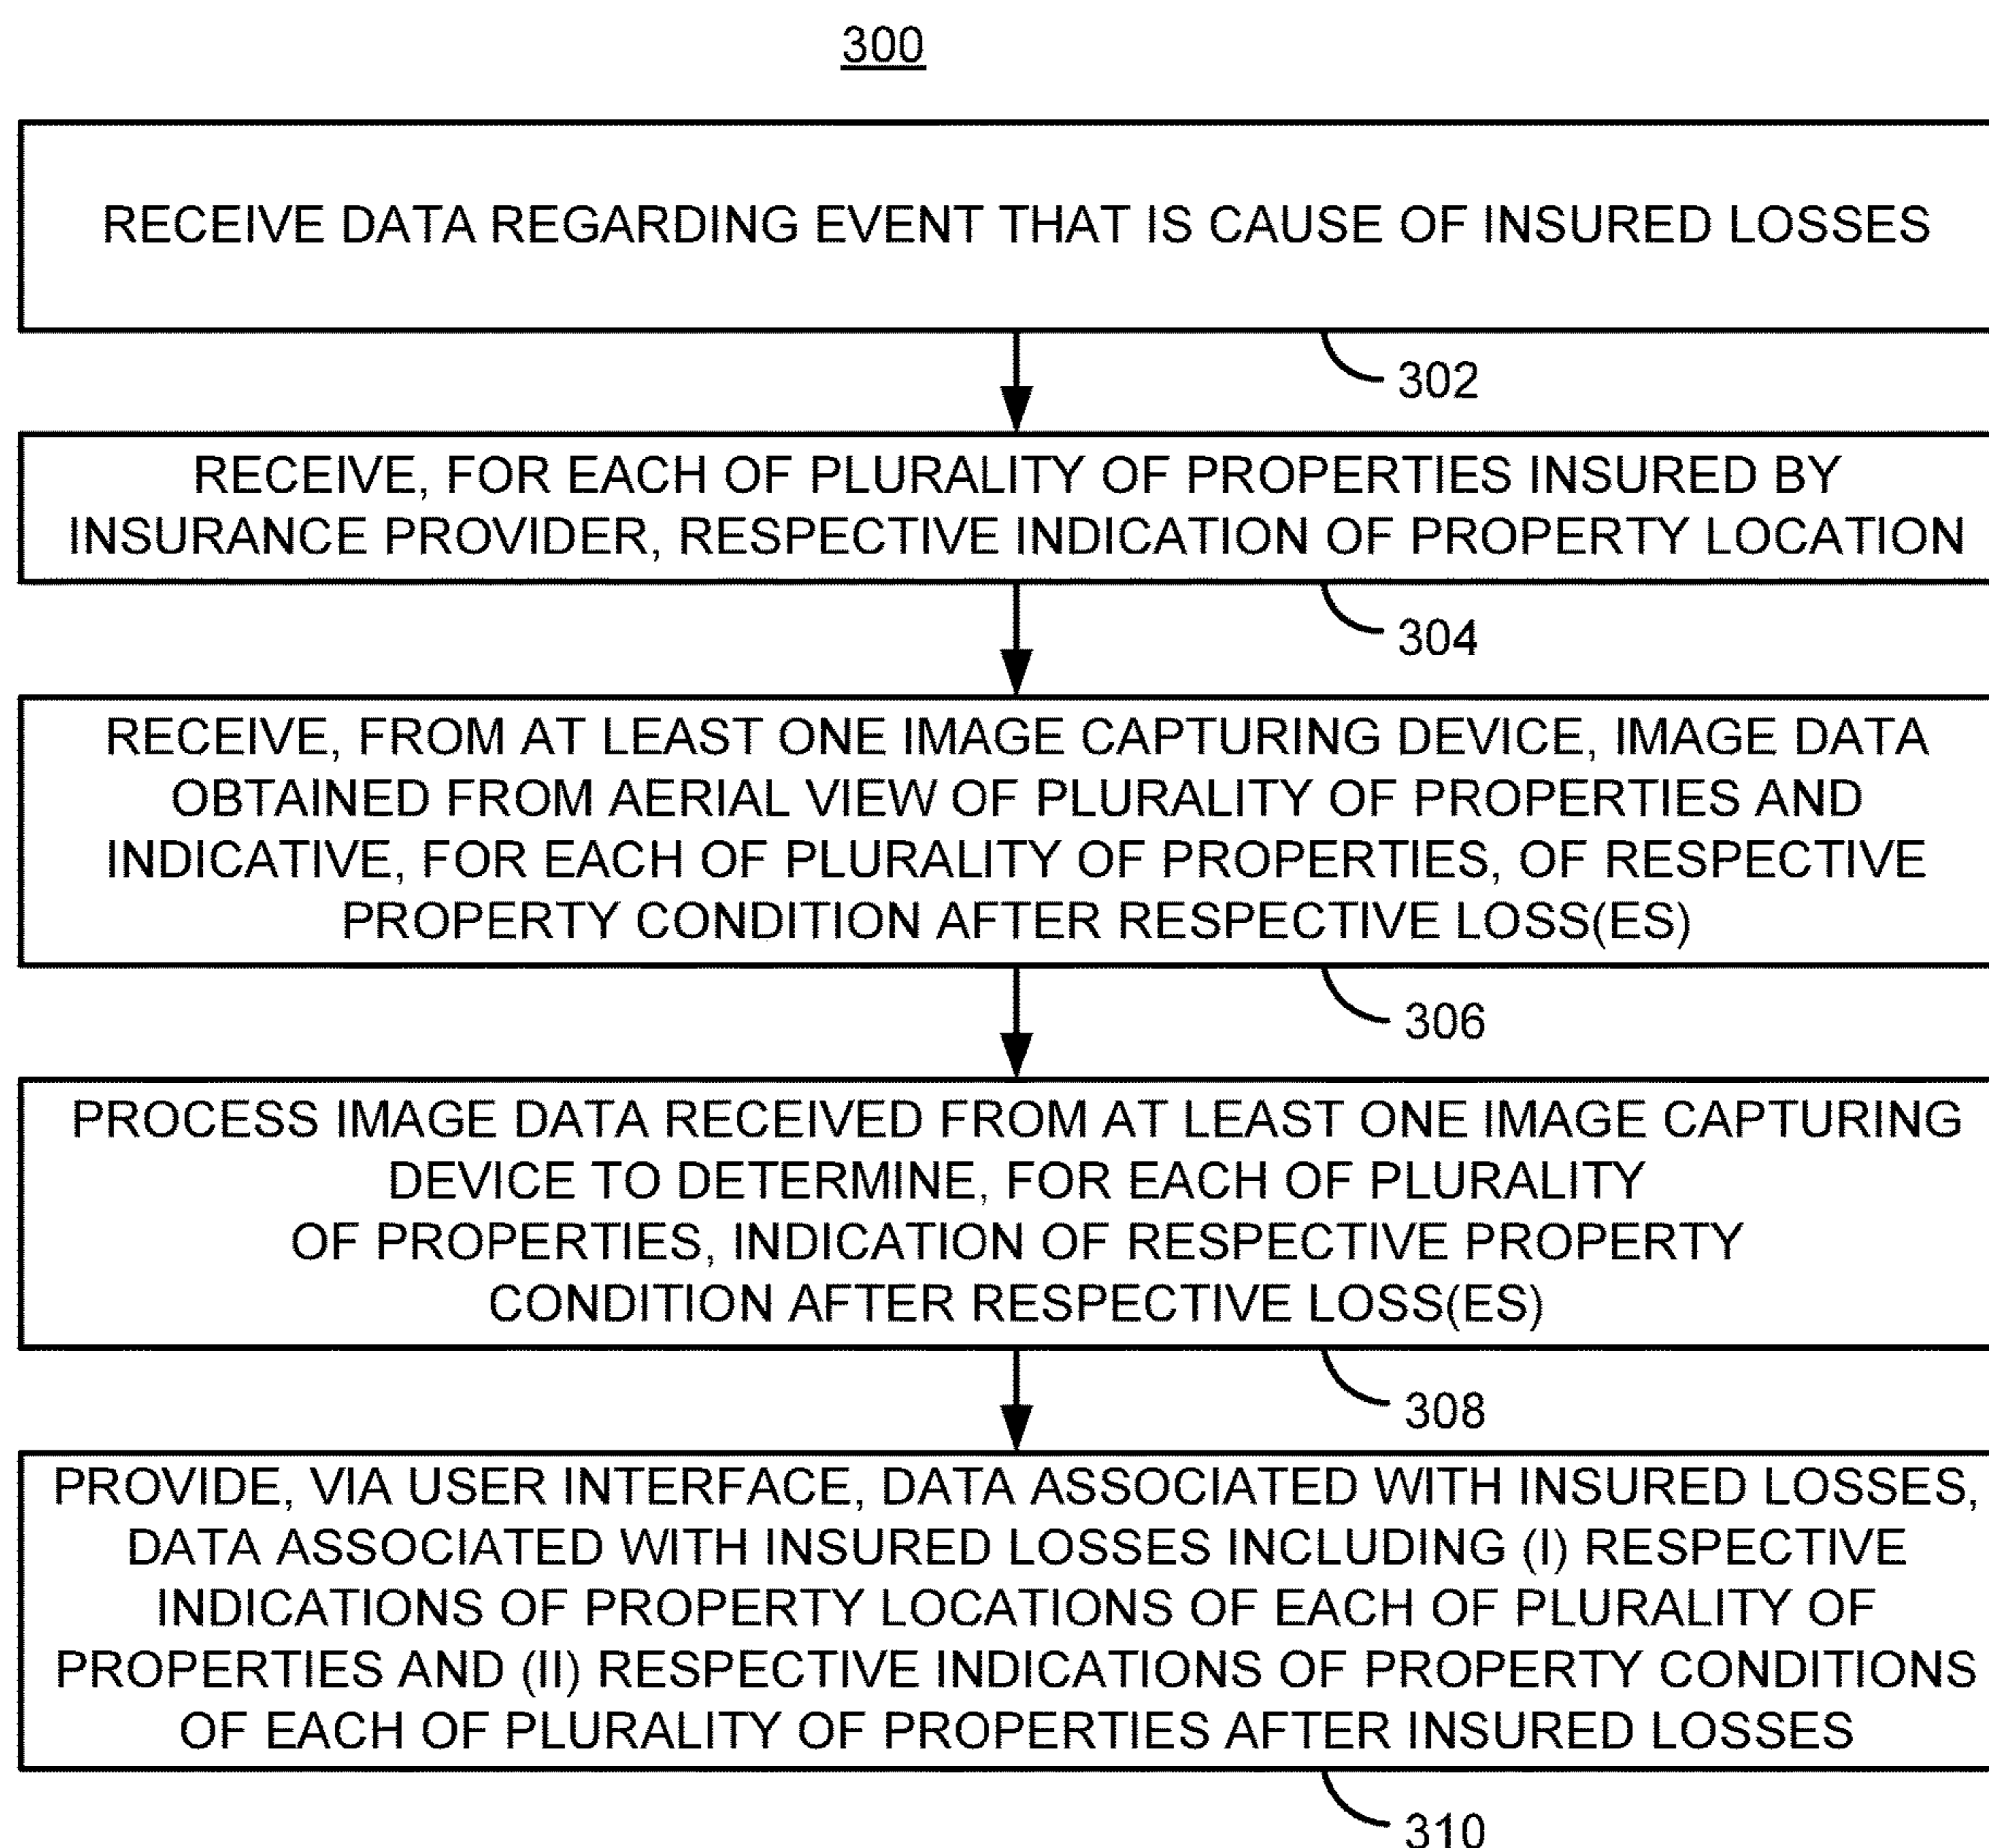 300
RECEIVE DATA REGARDING EVENT THAT IS CAUSE OF INSURED LOSSES
302
RECEIVE, FOR EACH OF PLURALITY OF PROPERTIES INSURED BY
INSURANCE PROVIDER, RESPECTIVE INDICATION OF PROPERTY LOCATION
304
RECEIVE, FROM AT LEAST ONE IMAGE CAPTURING DEVICE, IMAGE DATA
OBTAINED FROM AERIAL VIEW OF PLURALITY OF PROPERTIES AND
INDICATIVE, FOR EACH OF PLURALITY OF PROPERTIES, OF RESPECTIVE
PROPERTY CONDITION AFTER RESPECTIVE LOSS(ES)
306
PROCESS IMAGE DATA RECEIVED FROM AT LEAST ONE IMAGE CAPTURING
DEVICE TO DETERMINE, FOR EACH OF PLURALITY
OF PROPERTIES, INDICATION OF RESPECTIVE PROPERTY
CONDITION AFTER RESPECTIVE LOSS(ES)
308
PROVIDE, VIA USER INTERFACE, DATA ASSOCIATED WITH INSURED LOSSES,
DATA ASSOCIATED WITH INSURED LOSSES INCLUDING (I) RESPECTIVE
INDICATIONS OF PROPERTY LOCATIONS OF EACH OF PLURALITY OF
PROPERTIES AND (II) RESPECTIVE INDICATIONS OF PROPERTY CONDITIONS
OF EACH OF PLURALITY OF PROPERTIES AFTER INSURED LOSSES
310